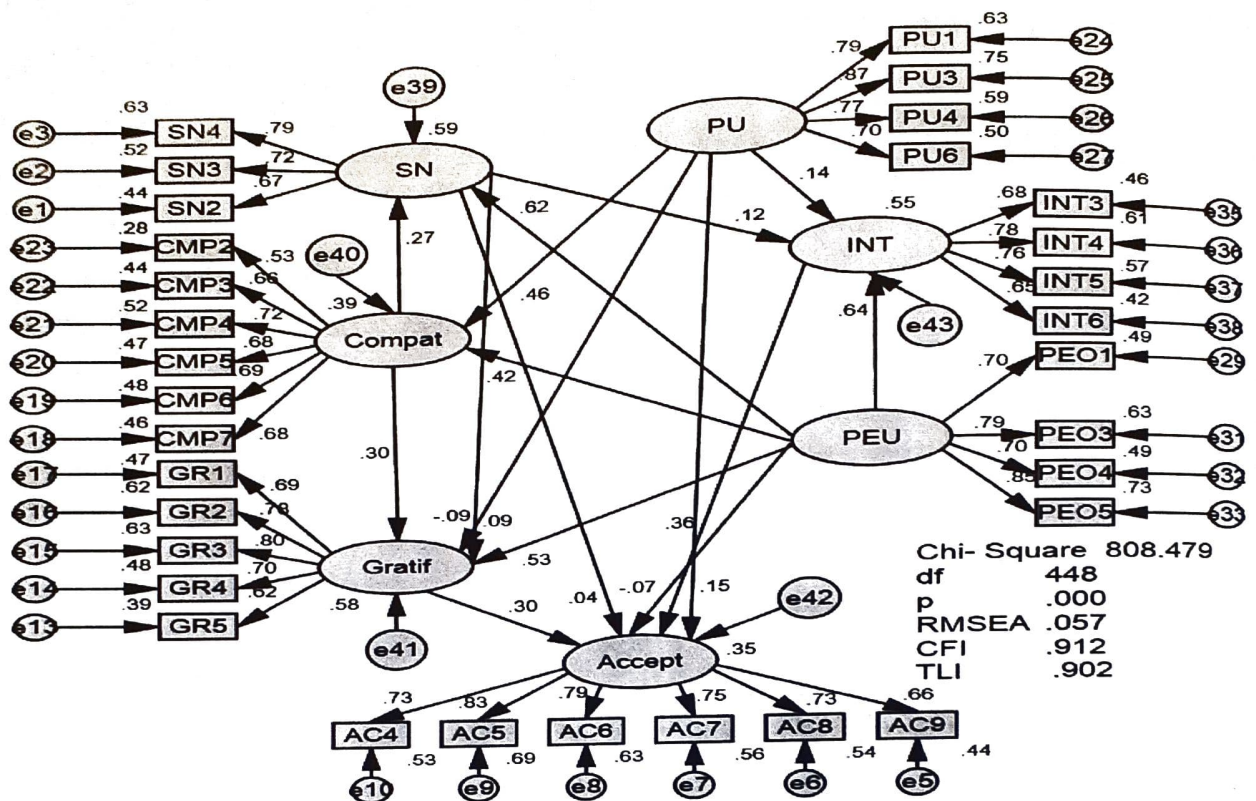 .63
.79
PU1
e24
.75
.87
PU3
e25
.59
.77
PU4
e26
.50
.70
PU6
e27
PU
e39
.59
SN
.63
e3
SN4
.79
.52
e2
SN3
.72
.44
e1
SN2
.67
.28
e23
CMP2
.53
.44
e22
CMP3
.66
.52
e21
CMP4
.72
.47
e20
CMP5
.68
.48
e19
CMP6
.69
.46
e18
CMP7
.68
e40
.39
Compat
.27
.62
.46
.42
.14
.12
.55
INT
.64
e43
.46
.68
INT3
e35
.61
.78
INT4
e36
.57
.76
INT5
e37
.42
.65
INT6
e38
.49
.70
PEO1
e29
PEU
.63
.79
PEO3
e31
.49
.70
PEO4
e32
.73
.85
PEO5
e33
.47
e17
GR1
.69
.62
e16
GR2
.78
.63
e15
GR3
.80
.48
e14
GR4
.70
.39
e13
GR5
.62
.30
-.09
.09
.53
.36
Gratif
.58
e41
.30
.04
-.07
.15
e42
.35
Accept
Chi- Square 808.479
df 448
p .000
RMSEA .057
CFI .912
TLI .902
.73
.83
.79
.75
.73
.66
AC4
AC5
AC6
AC7
AC8
AC9
.53
.69
.63
.56
.54
.44
e10
e9
e8
e7
e6
e5